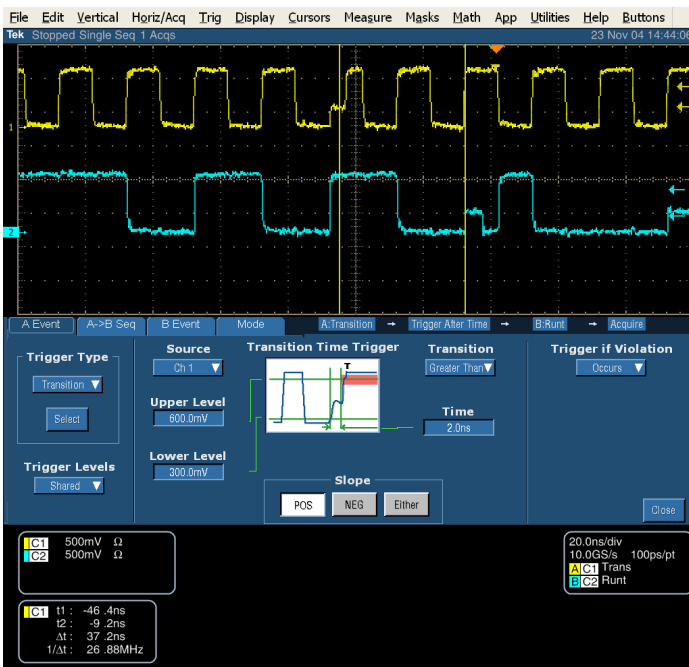 File Edit Vertical Horiz/Acq Trig Display Cursors Measure Masks Math App Utilities Help Buttons
Tek Stopped Single Seq 1 Acqs 23 Nov 04 14:44:06
1
2
A Event A->B Seq B Event Mode A:Transition → Trigger After Time → B:Runt → Acquire
Trigger Type
Transition ▼
Select
Trigger Levels
Shared ▼
Source
Ch 1 ▼
Upper Level
600.0mV
Lower Level
300.0mV
Transition Time Trigger
T
Transition
Greater Than▼
Time
2.0ns
Slope
POS NEG Either
Trigger if Violation
Occurs ▼
Close
C1 500mV Ω
C2 500mV Ω
20.0ns/div
10.0GS/s 100ps/pt
A C1 Trans
B C2 Runt
C1 t1 : -46 .4ns
t2 : -9 .2ns
Δt : 37 .2ns
1/Δt : 26 .88MHz